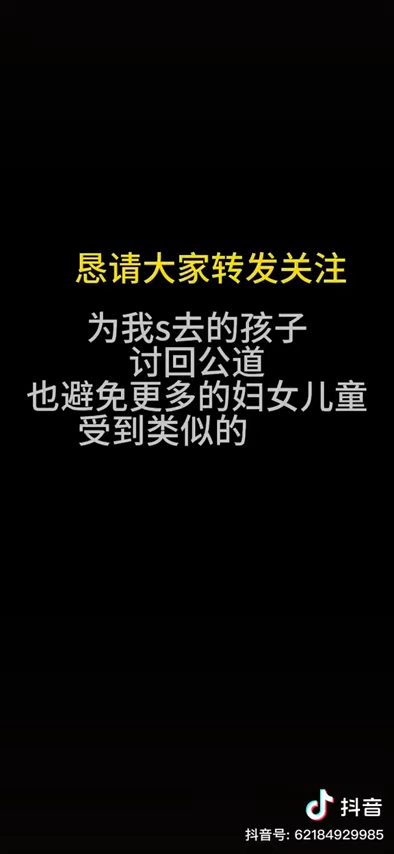 恳请大家转发关注
为我s去的孩子
讨回公道
也避免更多的妇女儿童
受到类似的
抖音
抖音号: 62184929985